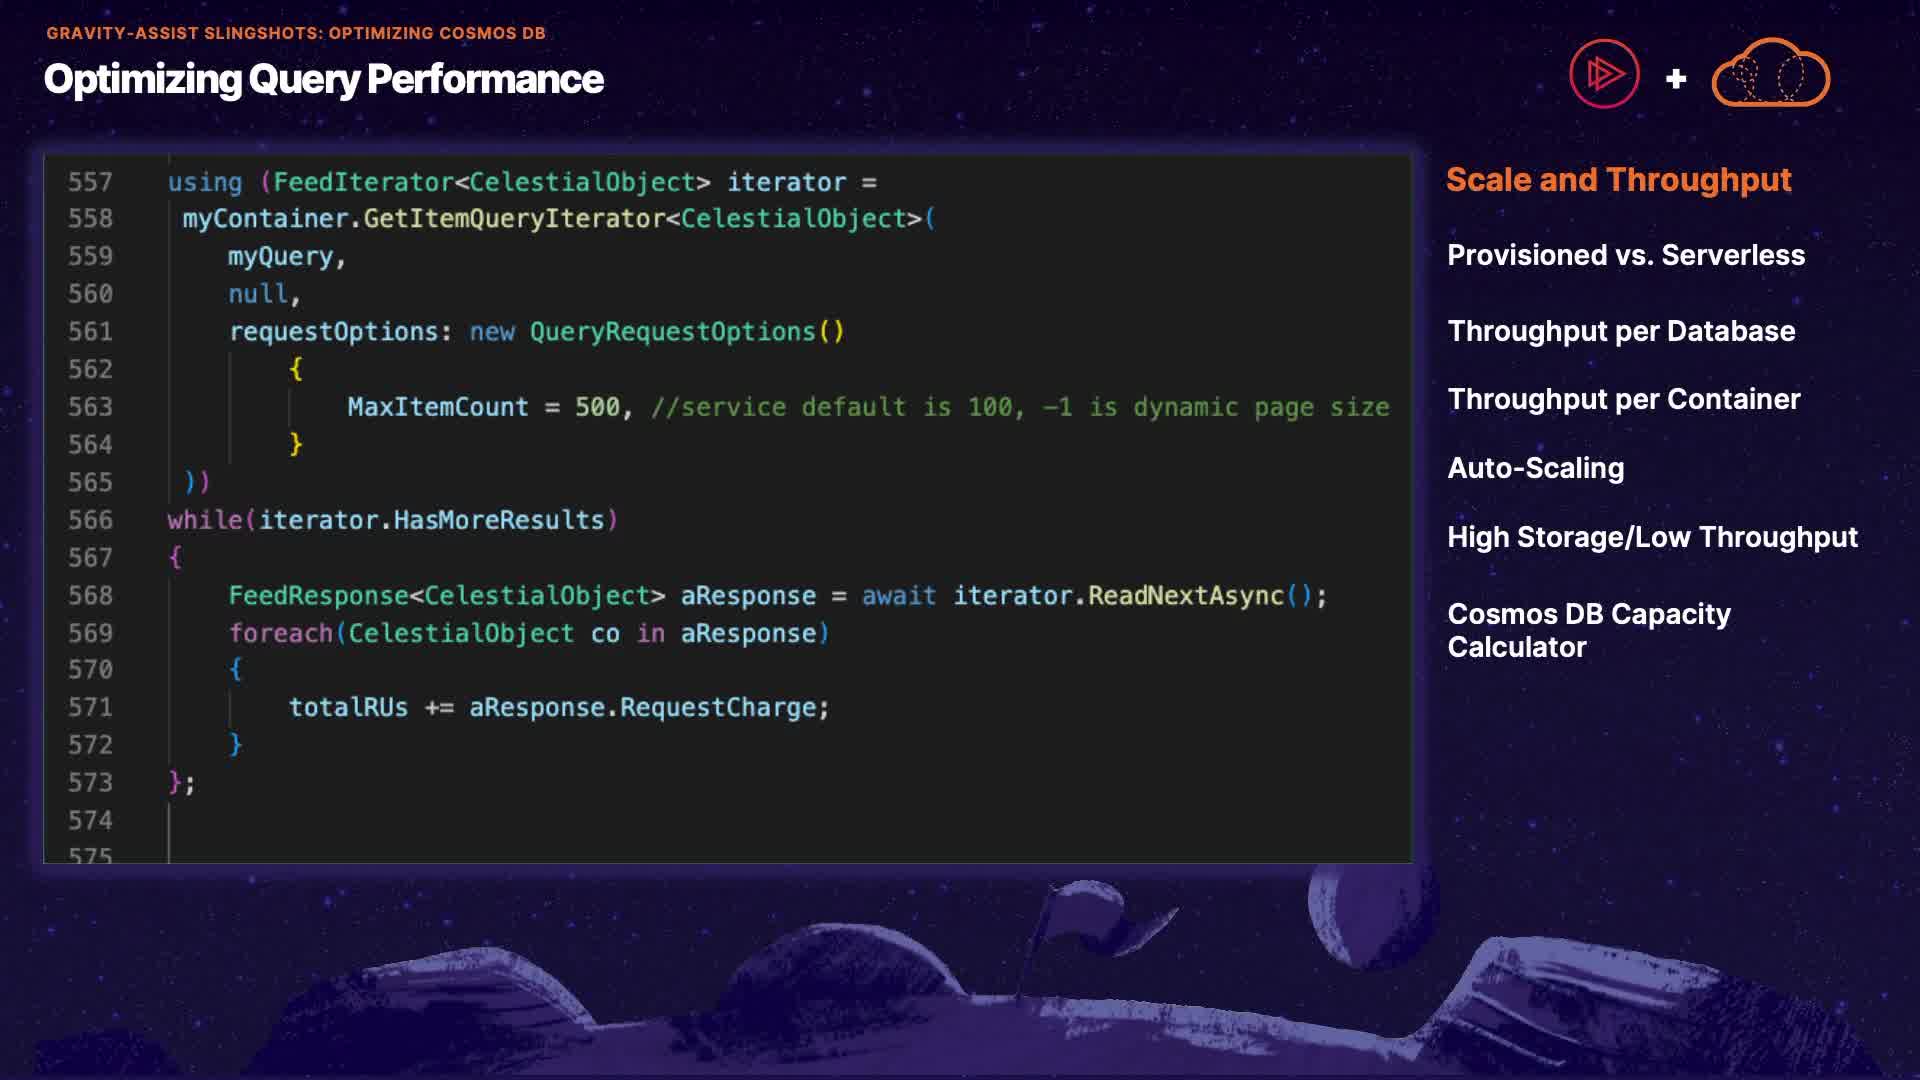 GRAVITY-ASSIST SLINGSHOTS: OPTIMIZING COSMOS DB
Optimizing Query Performance
557 using (FeedIterator<CelestialObject> iterator =
558 myContainer.GetItemQueryIterator<CelestialObject>(
559 myQuery,
560 null,
561 requestOptions: new QueryRequestOptions()
562 {
563 MaxItemCount = 500, //service default is 100, -1 is dynamic page size
564 }
565 ))
566 while(iterator.HasMoreResults)
567 {
568 FeedResponse<CelestialObject> aResponse = await iterator.ReadNextAsync();
569 foreach(CelestialObject co in aResponse)
570 {
571 totalRUs += aResponse.RequestCharge;
572 }
573 };
574
575
Scale and Throughput
Provisioned vs. Serverless
Throughput per Database
Throughput per Container
Auto-Scaling
High Storage/Low Throughput
Cosmos DB Capacity
Calculator